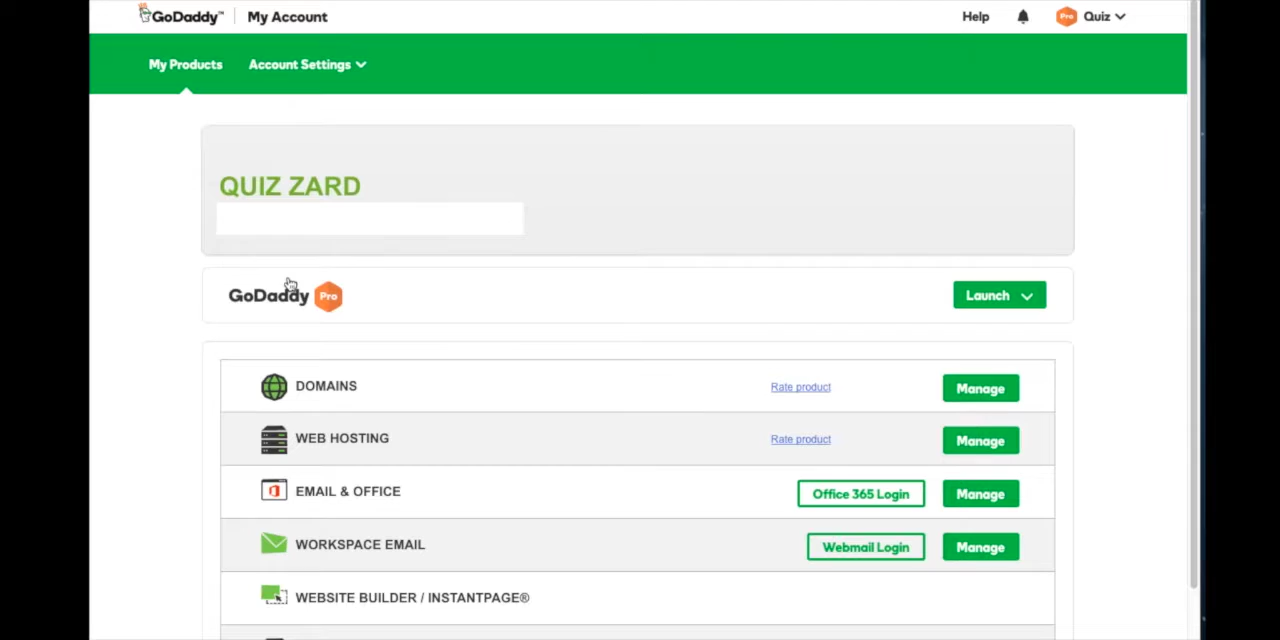 GoDaddy™ My Account Help Pro Quiz
My Products Account Settings
QUIZ ZARD
GoDaddy Pro Launch
DOMAINS Rate product Manage
WEB HOSTING Rate product Manage
EMAIL & OFFICE Office 365 Login Manage
WORKSPACE EMAIL Webmail Login Manage
WEBSITE BUILDER / INSTANTPAGE®